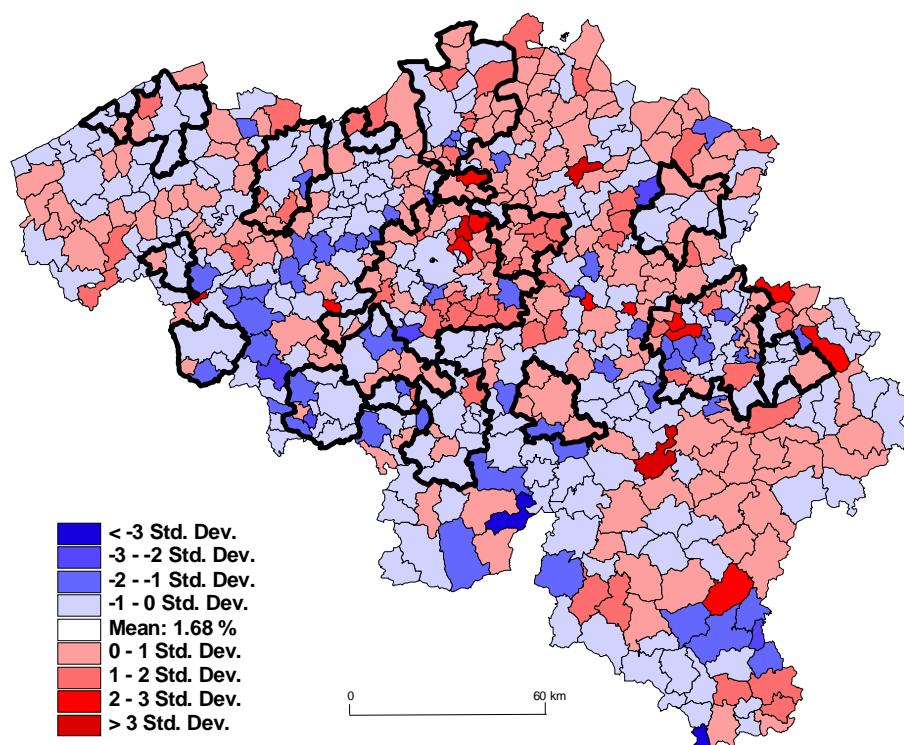 < -3 Std. Dev.
-3 - -2 Std. Dev.
-2 - -1 Std. Dev.
-1 - 0 Std. Dev.
Mean: 1.68 %
0 - 1 Std. Dev.
1 - 2 Std. Dev.
2 - 3 Std. Dev.
> 3 Std. Dev.
0 60 km